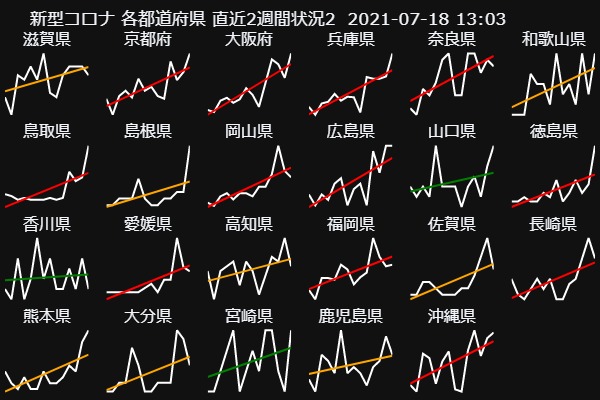 新型コロナ 各都道府県 直近2週間状況2 2021-07-18 13:03
滋賀県 京都府 大阪府 兵庫県 奈良県 和歌山県
鳥取県 島根県 岡山県 広島県 山口県 徳島県
香川県 愛媛県 高知県 福岡県 佐賀県 長崎県
熊本県 大分県 宮崎県 鹿児島県 沖縄県